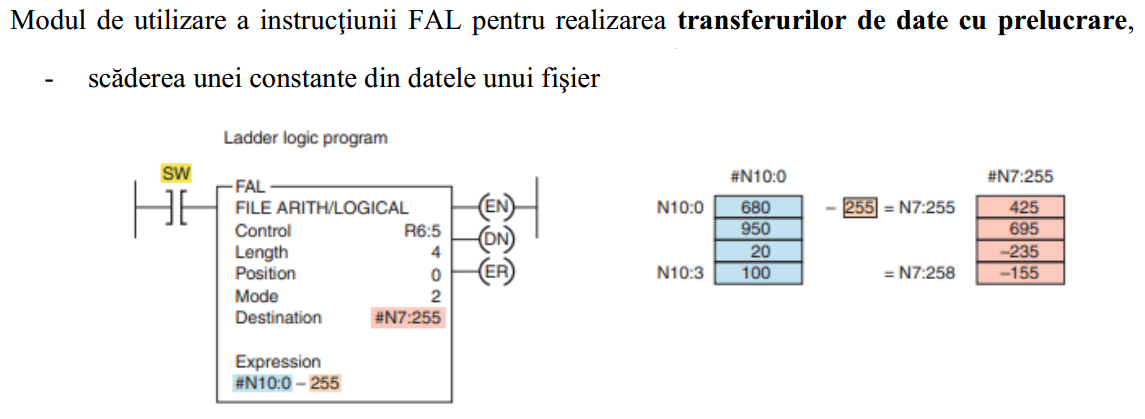 Modul de utilizare a instrucţiunii FAL pentru realizarea transferurilor de date cu prelucrare,
- scăderea unei constante din datele unui fişier
Ladder logic program
SW
FAL
FILE ARITH/LOGICAL
Control R6:5
Length 4
Position 0
Mode 2
Destination #N7:255
Expression
#N10:0 – 255
EN
DN
ER
#N10:0 #N7:255
N10:0 680 – 255 = N7:255 425
950 695
20 –235
N10:3 100 = N7:258 –155